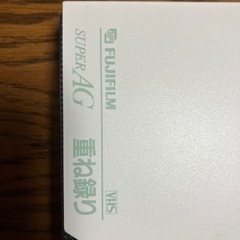 FUJIFILM
SUPER AG
重ね録り
VHS